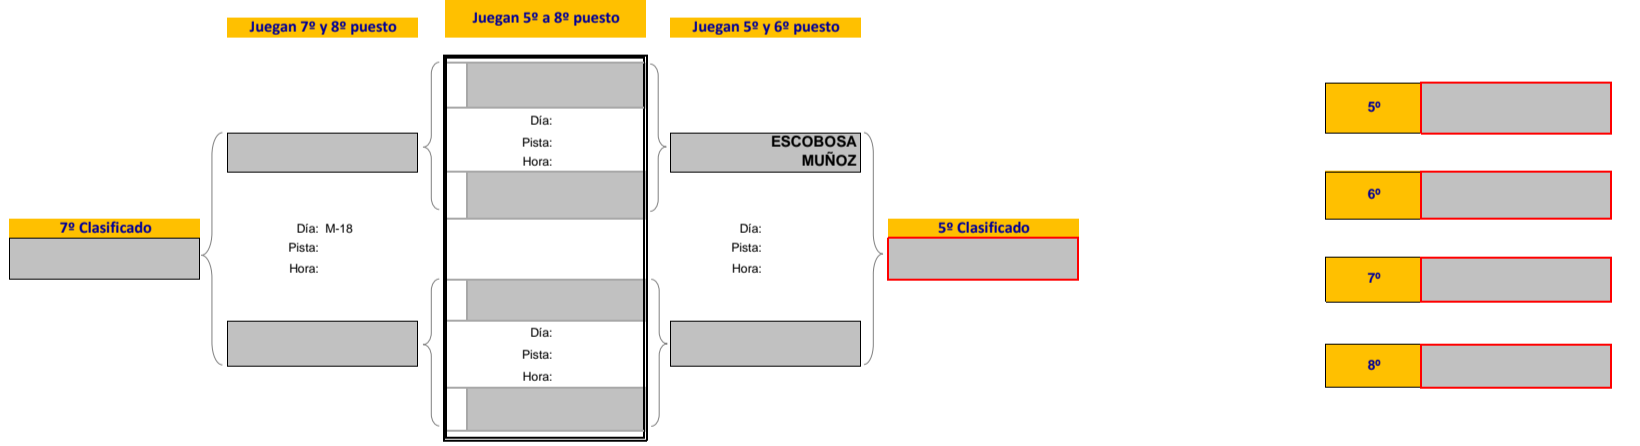 Juegan 7º y 8º puesto
Juegan 5º a 8º puesto
Juegan 5º y 6º puesto
Día:
Pista:
Hora:
ESCOBOSA
MUÑOZ
7º Clasificado
Día: M-18
Pista:
Hora:
Día:
Pista:
Hora:
5º Clasificado
Día:
Pista:
Hora:
5º
6º
7º
8º